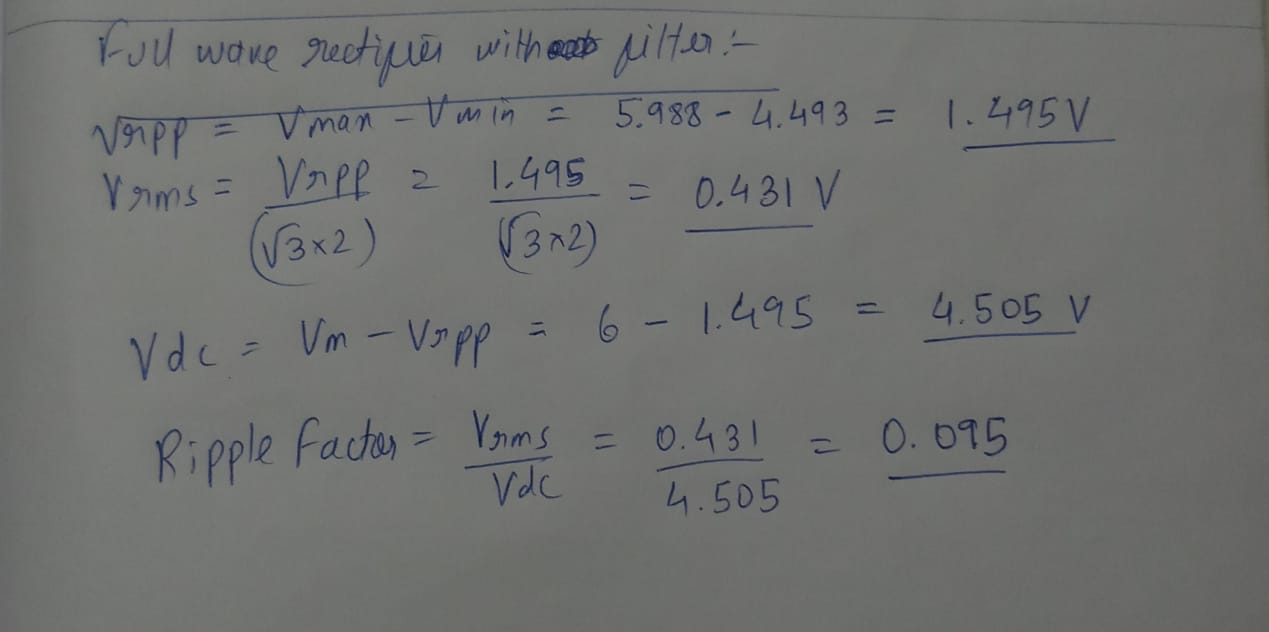 Full wave rectifier with filter :-
Vrpp = Vmax - Vmin = 5.988 - 4.493 = 1.495 V
Vrms = Vrpp / (√3×2) = 1.495 / (√3×2) = 0.431 V
Vdc = Vm - Vrpp = 6 - 1.495 = 4.505 V
Ripple Factor = Vrms / Vdc = 0.431 / 4.505 = 0.095